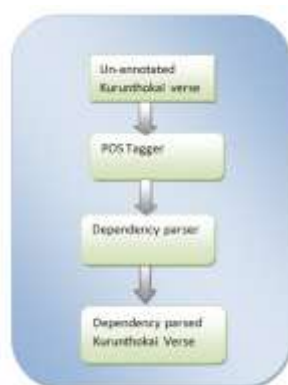 Un-annotated
Kurunthokai verse
POS Tagger
Dependency parser
Dependency parsed
Kurunthokai Verse